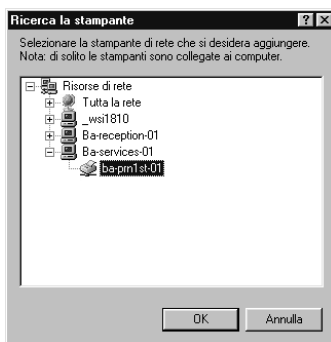 Ricerca la stampante
Selezionare la stampante di rete che si desidera aggiungere.
Nota: di solito le stampanti sono collegate ai computer.
Risorse di rete
Tutta la rete
_wsi1810
Ba-reception-01
Ba-services-01
ba-prn1st-01
OK
Annulla